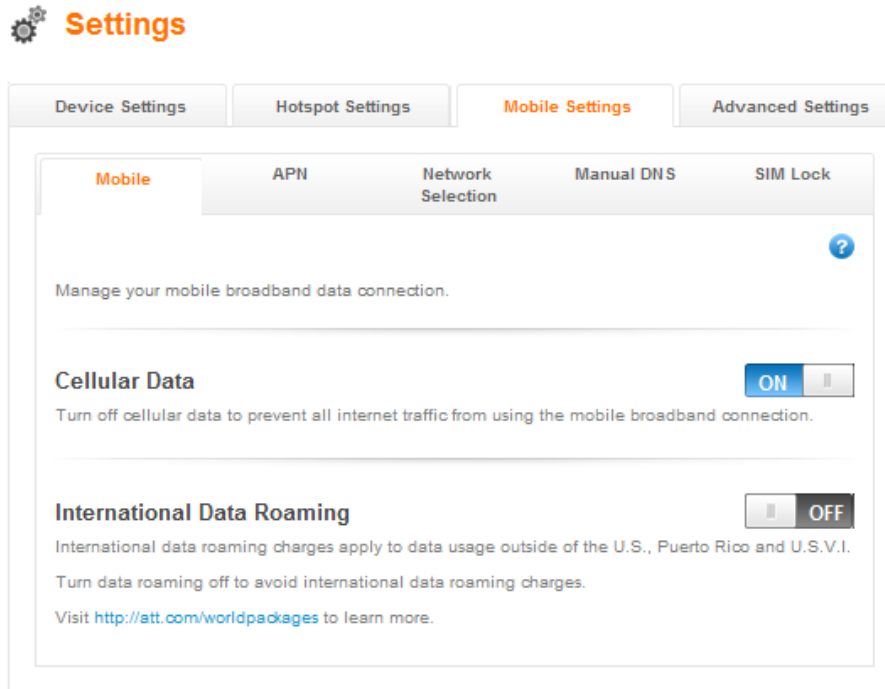 Settings
Device Settings
Hotspot Settings
Mobile Settings
Advanced Settings
Mobile
APN
Network
Selection
Manual DNS
SIM Lock
?
Manage your mobile broadband data connection.
Cellular Data
ON
Turn off cellular data to prevent all internet traffic from using the mobile broadband connection.
International Data Roaming
OFF
International data roaming charges apply to data usage outside of the U.S., Puerto Rico and U.S.V.I.
Turn data roaming off to avoid international data roaming charges.
Visit http://att.com/worldpackages to learn more.